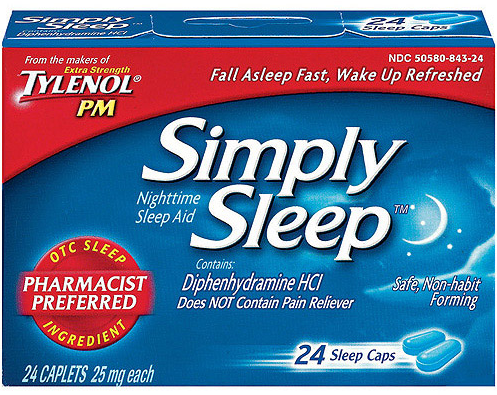 Simply Sleep
Diphenhydramine HCl
24
Sleep Caps
NDC 50580-843-24
From the makers of
Extra Strength
TYLENOL®
PM
Fall Asleep Fast, Wake Up Refreshed
Simply
Sleep™
Nighttime
Sleep Aid
Contains:
Diphenhydramine HCl
Does NOT Contain Pain Reliever
Safe, Non-habit
Forming
OTC SLEEP
PHARMACIST
PREFERRED
INGREDIENT
24 Sleep Caps
24 CAPLETS 25 mg each